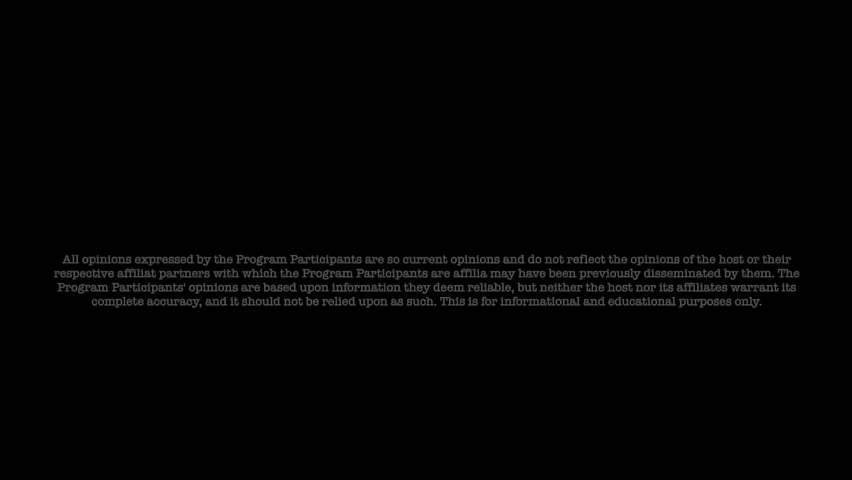 All opinions expressed by the Program Participants are so current opinions and do not reflect the opinions of the host or their
respective affiliat partners with which the Program Participants are affilia may have been previously disseminated by them. The
Program Participants' opinions are based upon information they deem reliable, but neither the host nor its affiliates warrant its
complete accuracy, and it should not be relied upon as such. This is for informational and educational purposes only.